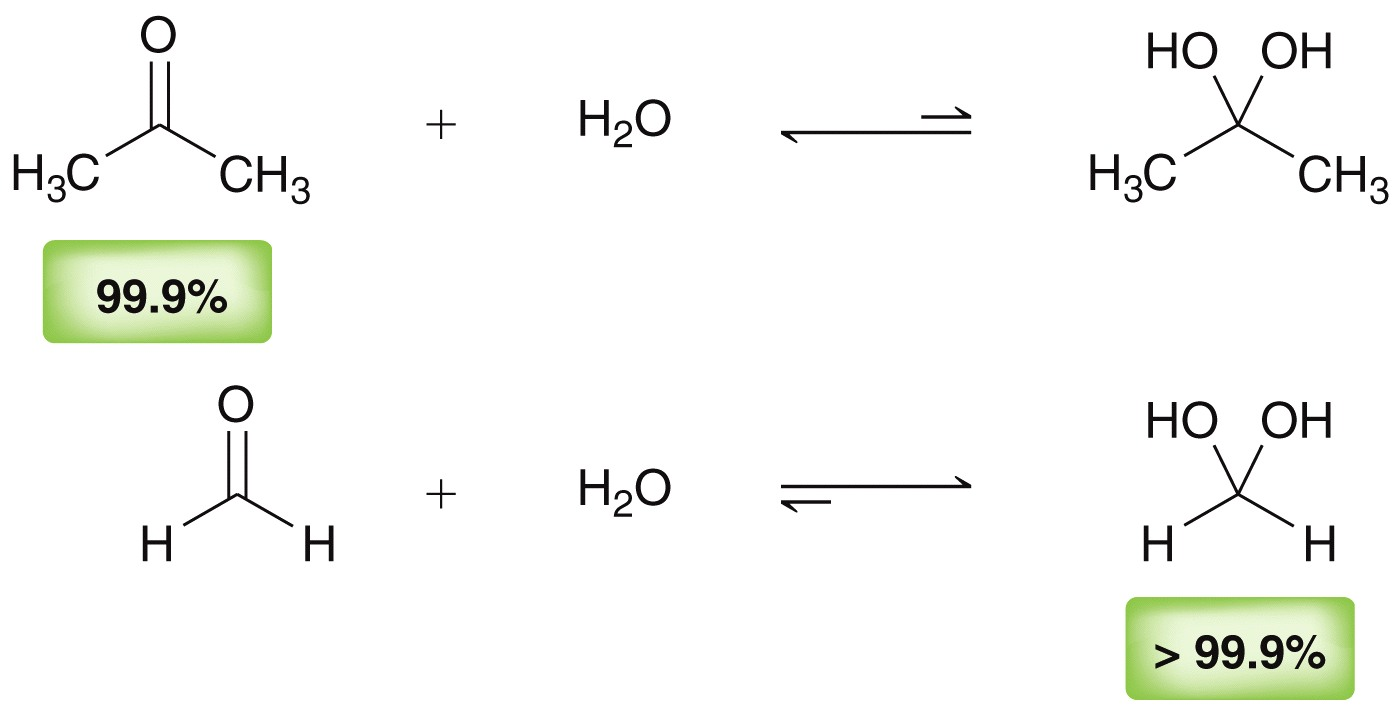 O HO OH
H₃C CH₃ + H₂O H₃C CH₃
99.9%
O HO OH
H H + H₂O H H
> 99.9%